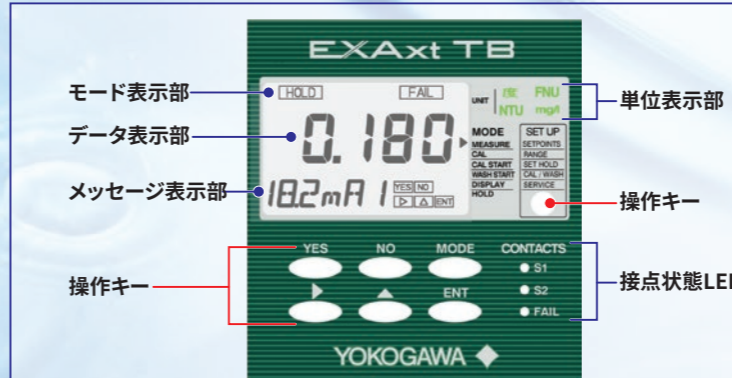 EXAxt TB
モード表示部
HOLD
FAIL
UNIT
度 FNU
NTU mg/l
単位表示部
データ表示部
0.180
MODE
MEASURE
CAL
CAL START
WASH START
DISPLAY
HOLD
SET UP
SETPOINTS
RANGE
SET HOLD
CAL / WASH
SERVICE
メッセージ表示部
18.2mA 1
YES NO
ENT
操作キー
操作キー
YES NO MODE
ENT
CONTACTS
S1
S2
FAIL
接点状態LED
YOKOGAWA